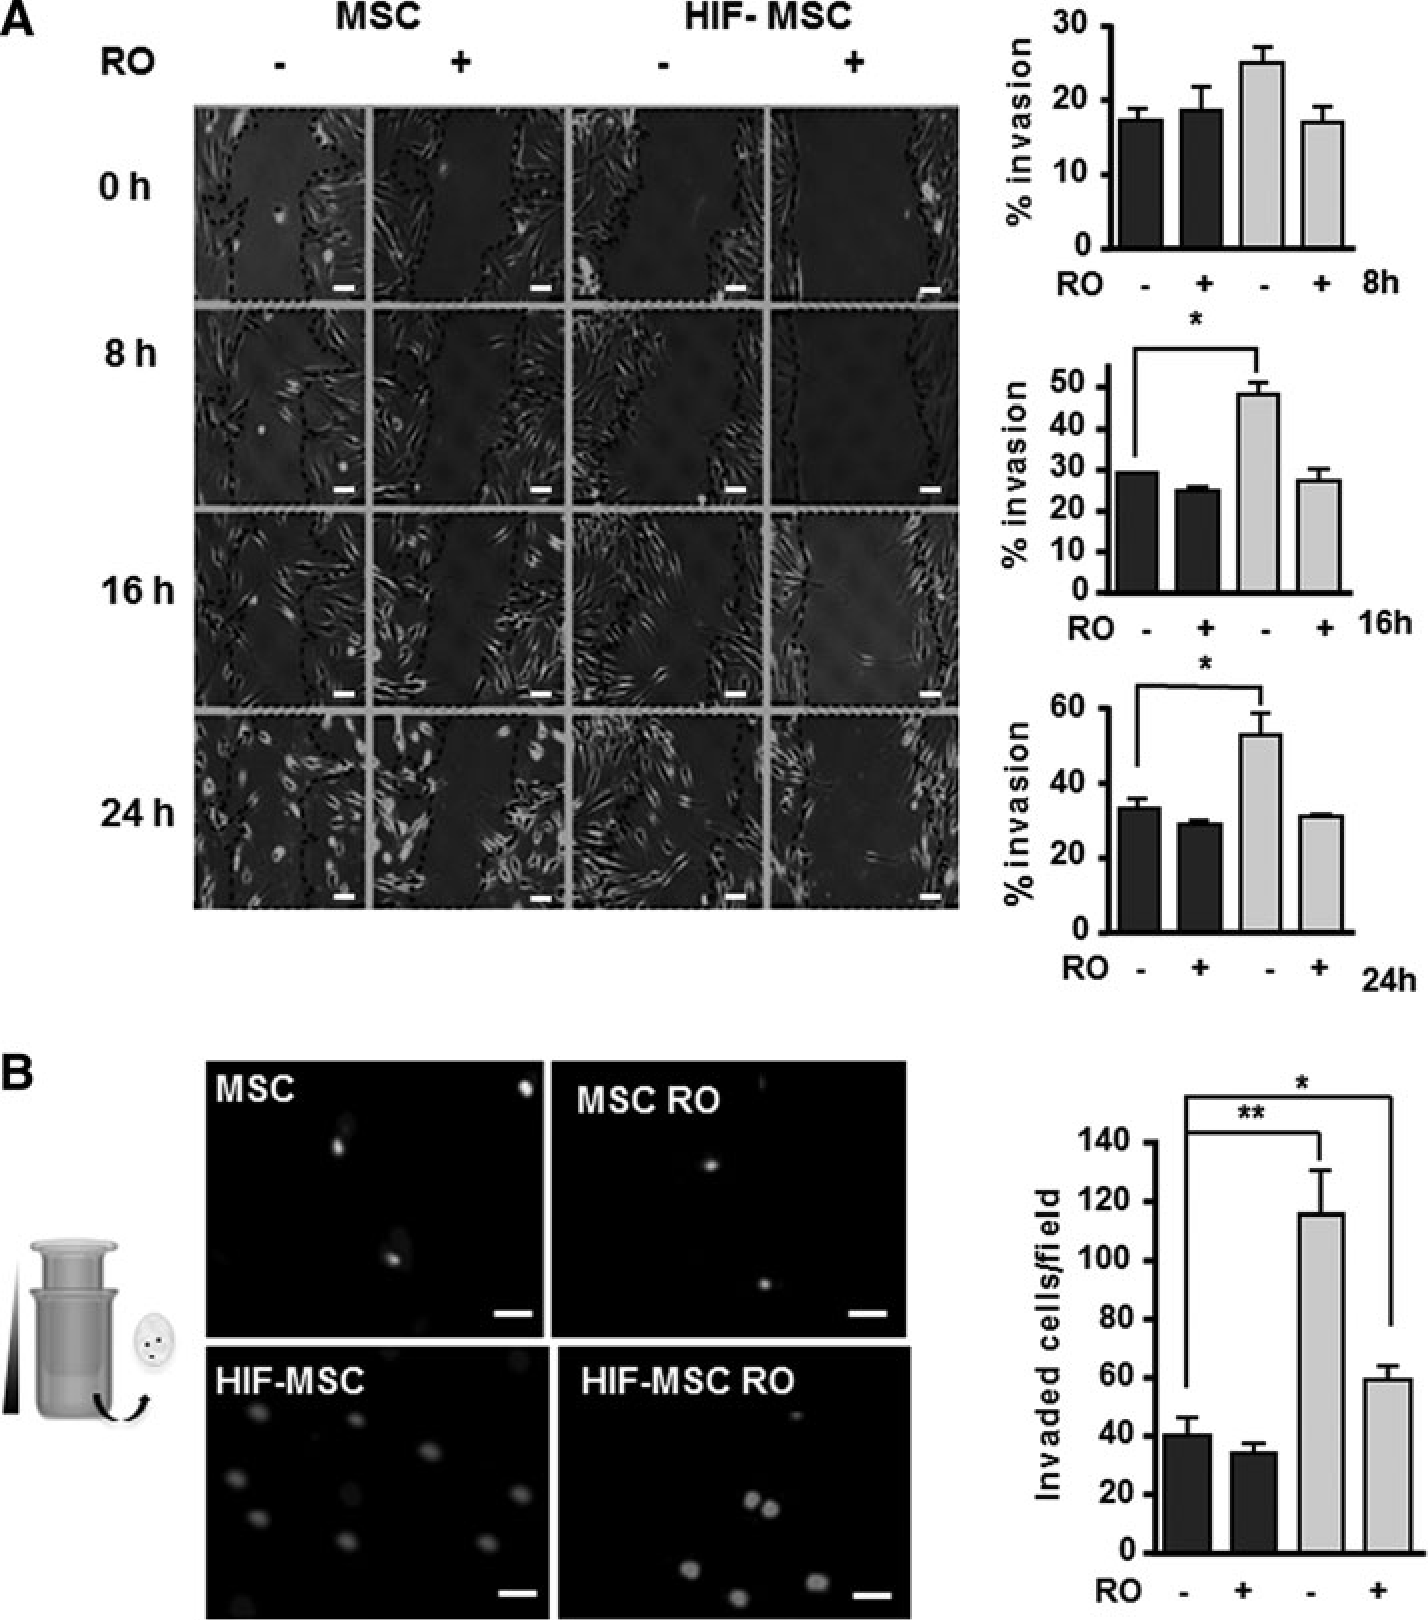 A
MSC HIF- MSC
RO - + - +
0 h
8 h
16 h
24 h
% invasion
30
20
10
0
RO - + - + 8h
*
% invasion
50
40
30
20
10
0
RO - + - + 16h
*
% invasion
60
40
20
0
RO - + - + 24h
B
MSC
MSC RO
HIF-MSC
HIF-MSC RO
*
**
Invaded cells/field
140
120
100
80
60
40
20
0
RO - + - +